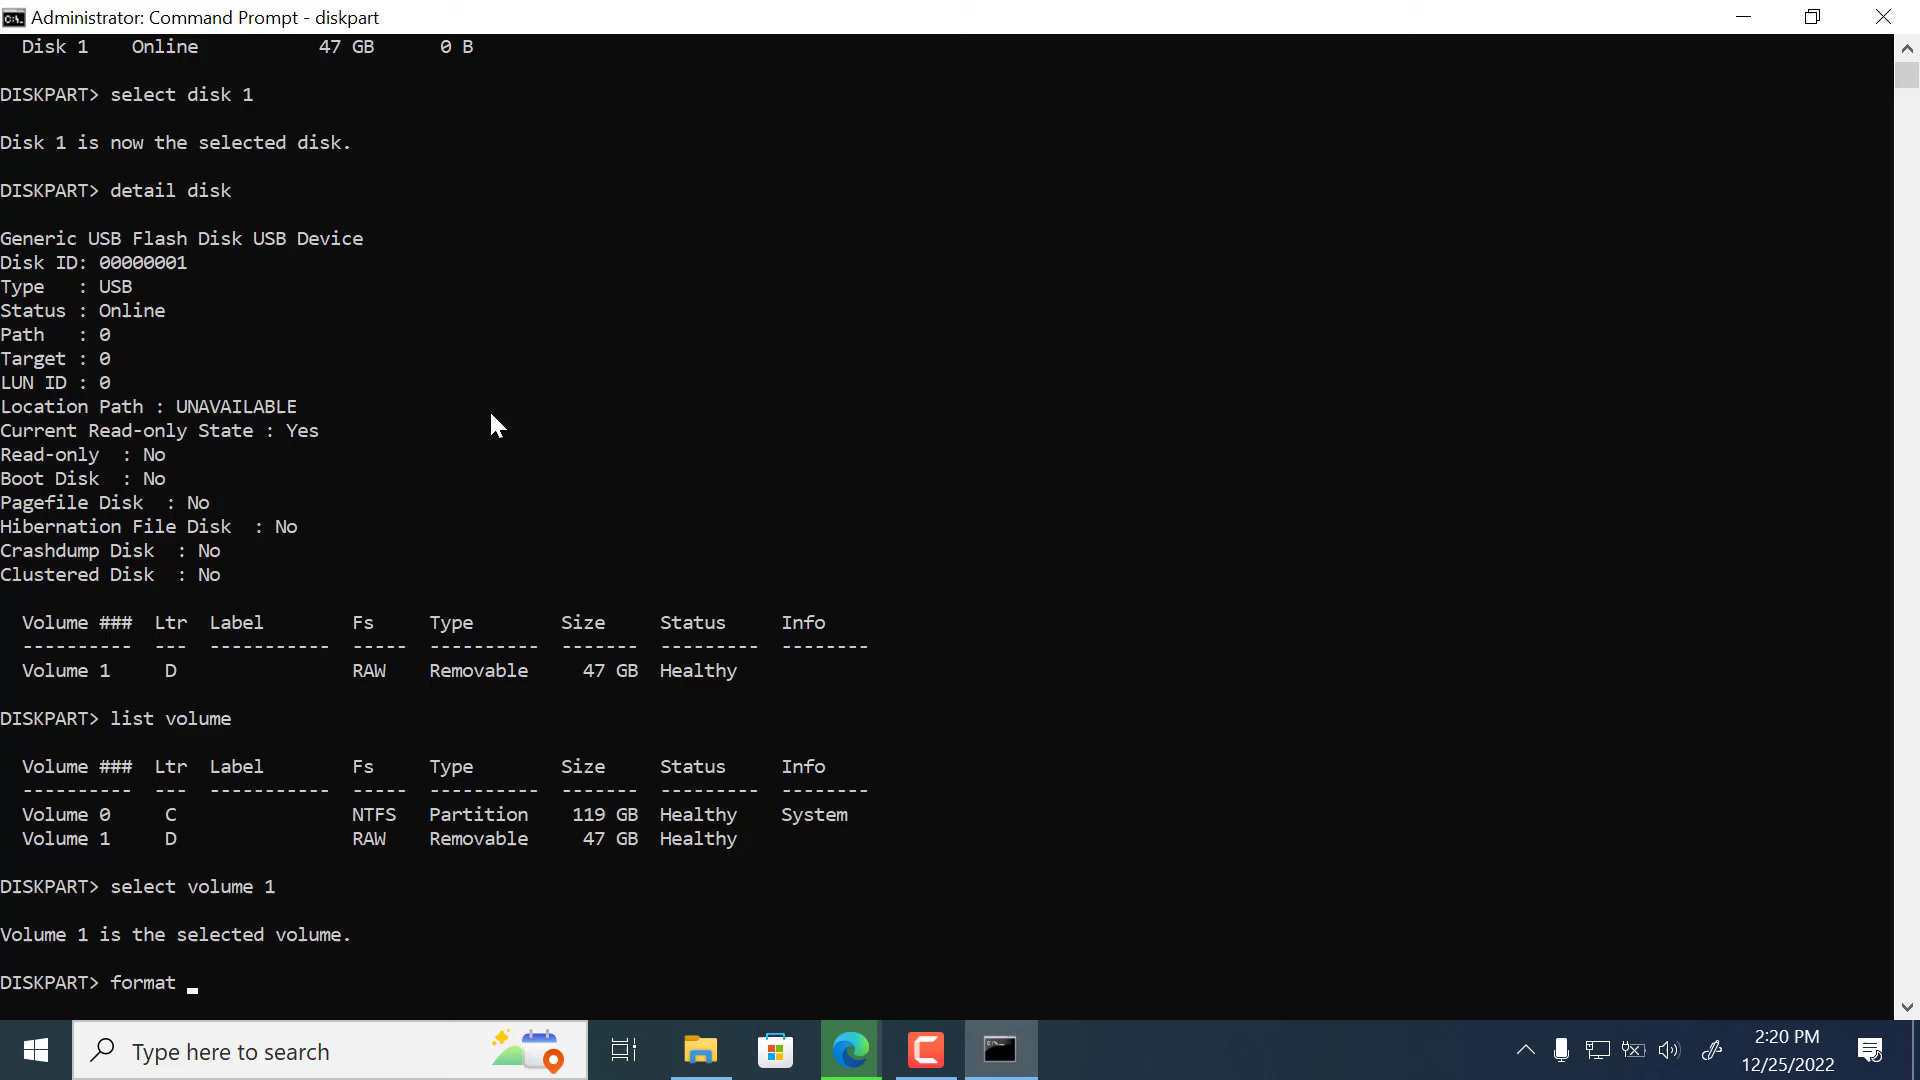 Administrator: Command Prompt - diskpart
Disk 1    Online           47 GB      0 B
DISKPART> select disk 1
Disk 1 is now the selected disk.
DISKPART> detail disk
Generic USB Flash Disk USB Device
Disk ID: 00000001
Type   : USB
Status : Online
Path   : 0
Target : 0
LUN ID : 0
Location Path : UNAVAILABLE
Current Read-only State : Yes
Read-only  : No
Boot Disk  : No
Pagefile Disk  : No
Hibernation File Disk  : No
Crashdump Disk  : No
Clustered Disk  : No
Volume ###  Ltr  Label        Fs     Type        Size     Status     Info
----------  ---  -----------  -----  ----------  -------  ---------  --------
Volume 1     D                RAW    Removable     47 GB  Healthy
DISKPART> list volume
Volume ###  Ltr  Label        Fs     Type        Size     Status     Info
----------  ---  -----------  -----  ----------  -------  ---------  --------
Volume 0     C                NTFS   Partition    119 GB  Healthy    System
Volume 1     D                RAW    Removable     47 GB  Healthy
DISKPART> select volume 1
Volume 1 is the selected volume.
DISKPART> format _
Type here to search
2:20 PM
12/25/2022